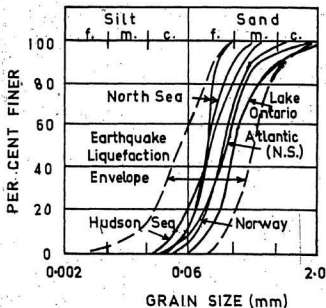 Silt Sand
f. m. c. f. m. c.
100
80
60
40
20
0
PER.CENT FINER
North Sea
Lake
Ontario
Earthquake
Liquefaction
Envelope
Atlantic
(N.S.)
Hudson Sea
Norway
0.002 0.06 2.0
GRAIN SIZE (mm)